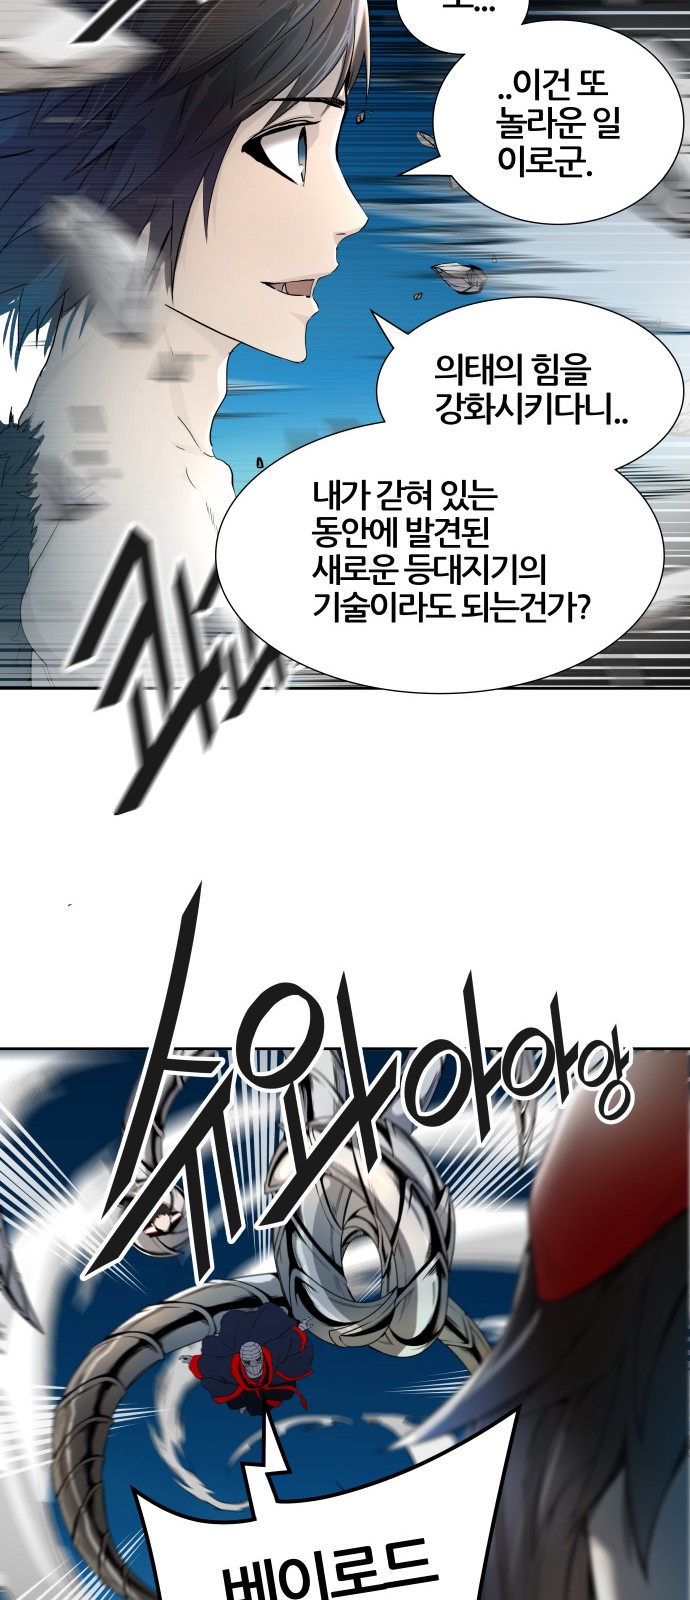 ..이건 또
놀라운 일
이로군.
의태의 힘을
강화시키다니..
내가 갇혀 있는
동안에 발견된
새로운 등대지기의
기술이라도 되는건가?
슈와아아앙
베이로드